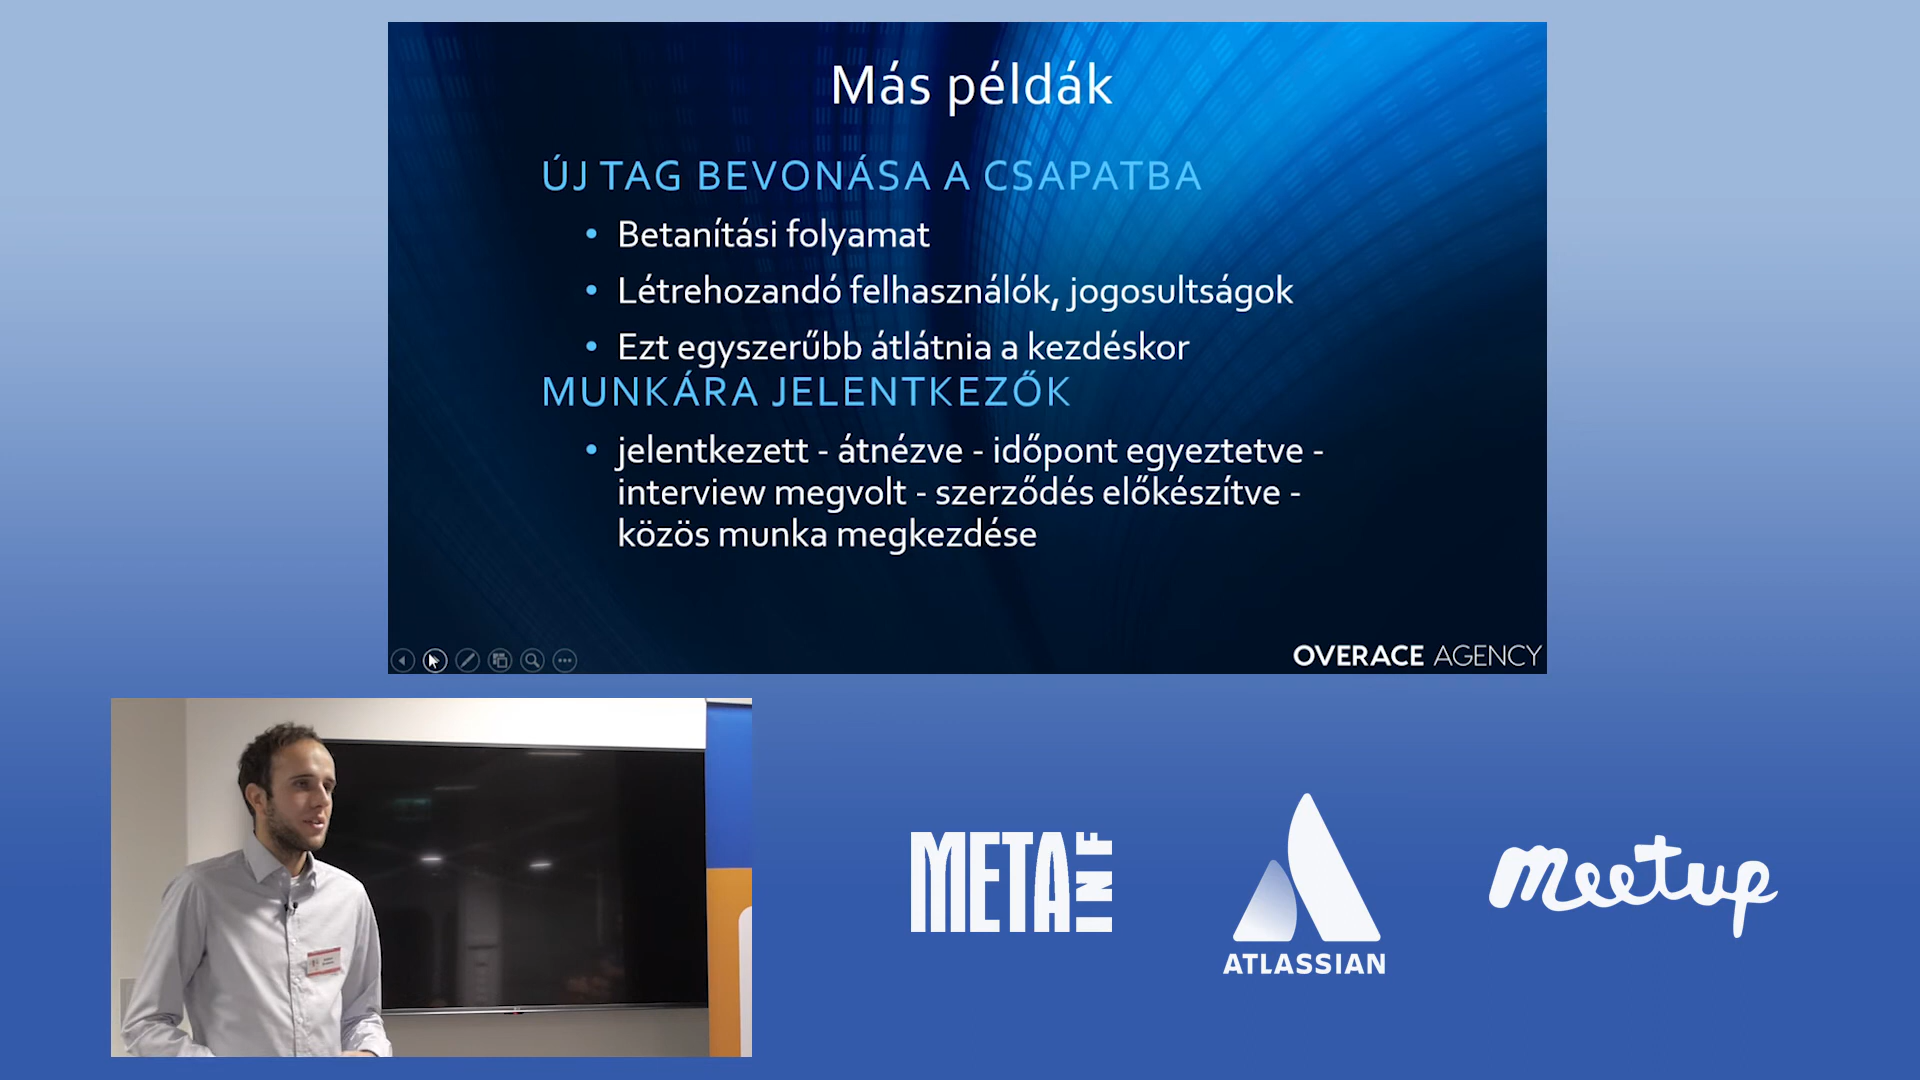 Más példák
ÚJ TAG BEVONÁSA A CSAPATBA
• Betanítási folyamat
• Létrehozandó felhasználók, jogosultságok
• Ezt egyszerűbb átlátnia a kezdéskor
MUNKÁRA JELENTKEZŐK
• jelentkezett - átnézve - időpont egyeztetve -
interview megvolt - szerződés előkészítve -
közös munka megkezdése
OVERACE AGENCY
META INF
ATLASSIAN
meetup